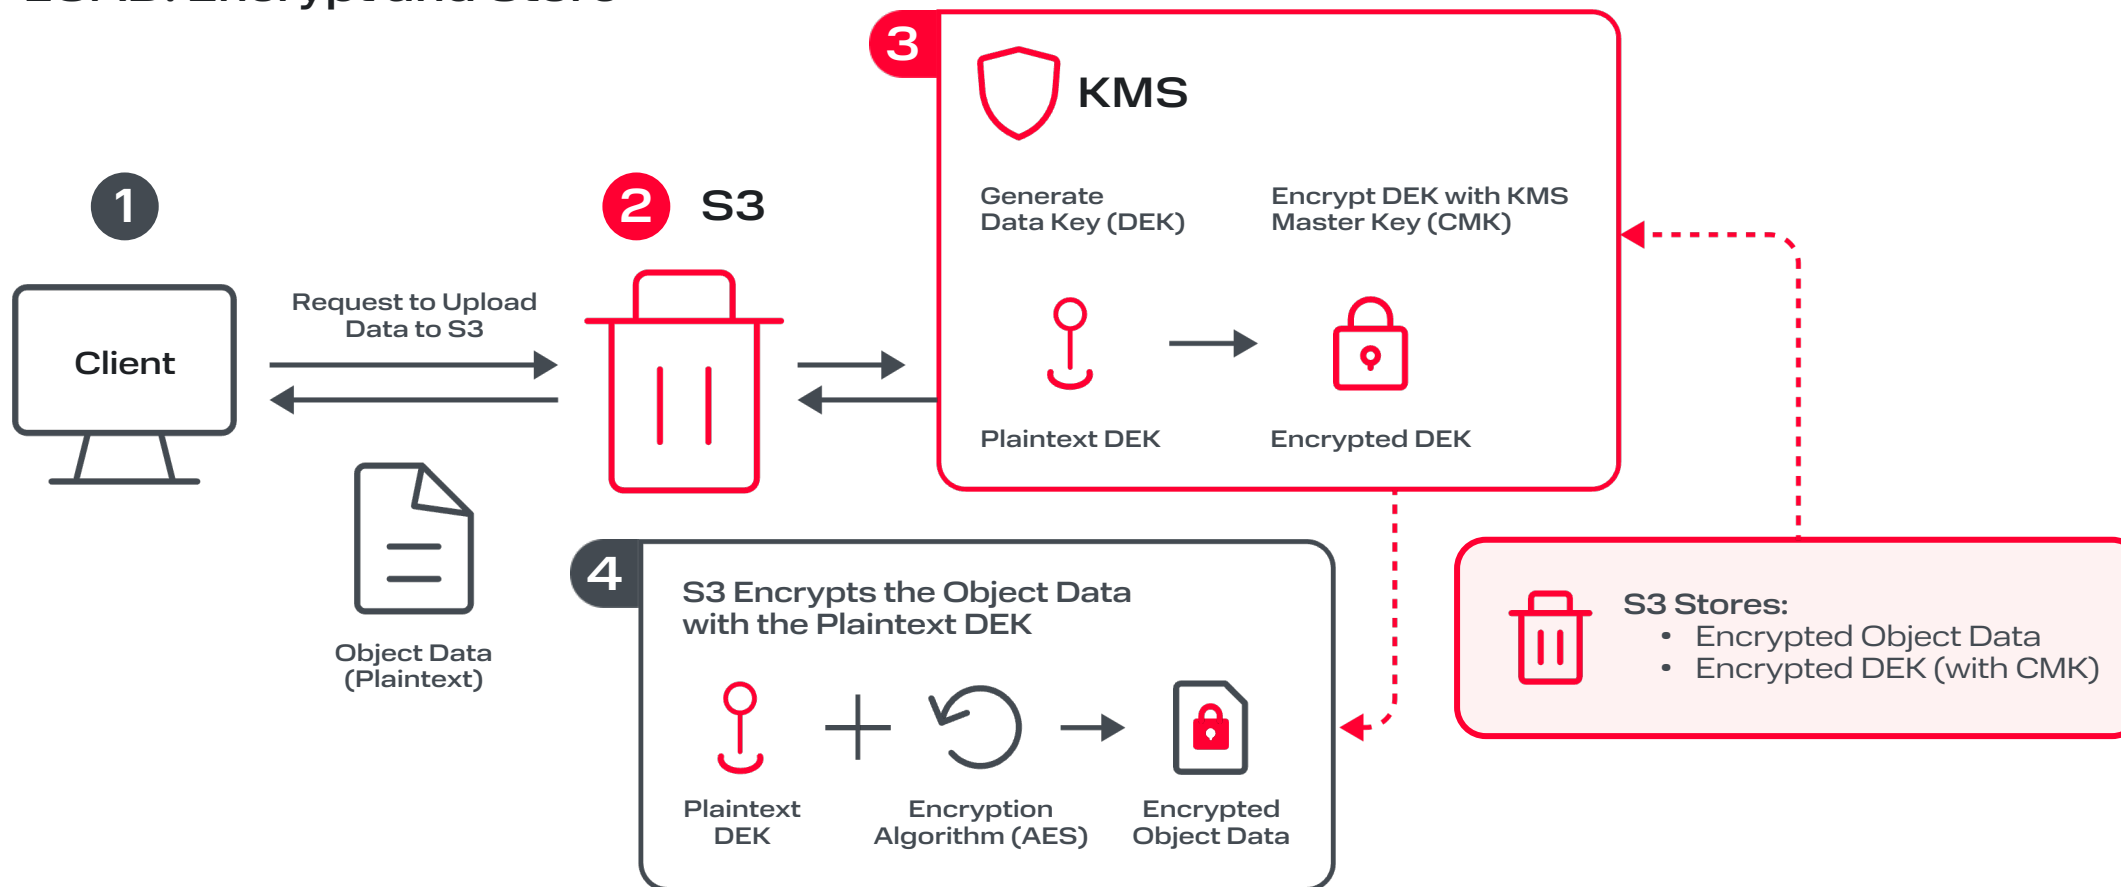 Encrypt and Store
1
Client
Request to Upload
Data to S3
Object Data
(Plaintext)
2
S3
3
KMS
Generate
Data Key (DEK)
Encrypt DEK with KMS
Master Key (CMK)
Plaintext DEK
Encrypted DEK
4
S3 Encrypts the Object Data
with the Plaintext DEK
Plaintext
DEK
Encryption
Algorithm (AES)
Encrypted
Object Data
S3 Stores:
• Encrypted Object Data
• Encrypted DEK (with CMK)